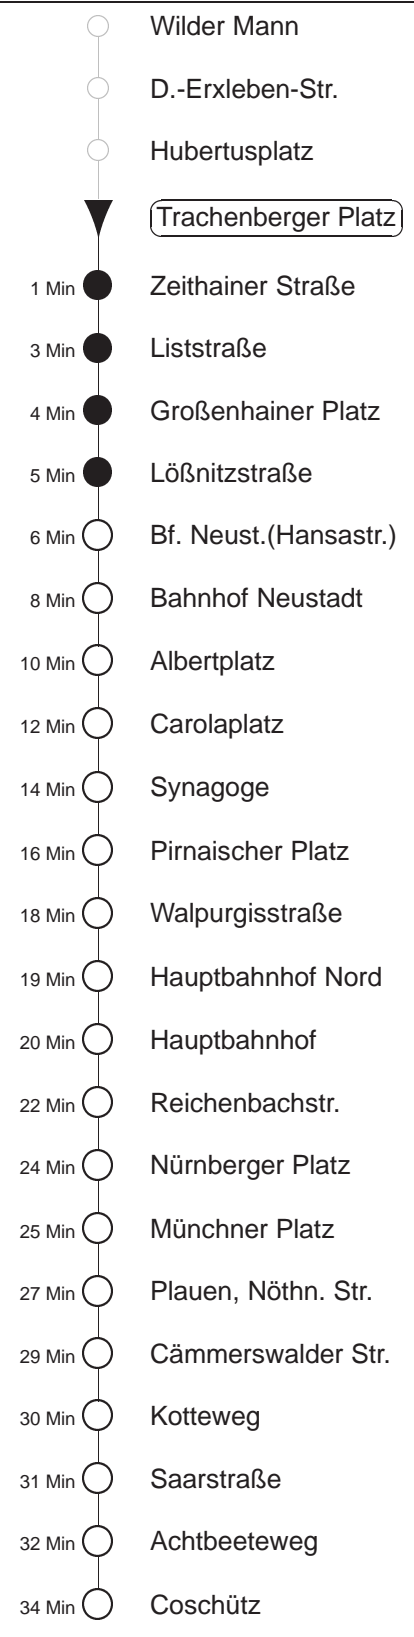 Wilder Mann
D.-Erxleben-Str.
Hubertusplatz
Trachenberger Platz
1 Min Zeithainer Straße
3 Min Liststraße
4 Min Großenhainer Platz
5 Min Lößnitzstraße
6 Min Bf. Neust.(Hansastr.)
8 Min Bahnhof Neustadt
10 Min Albertplatz
12 Min Carolaplatz
14 Min Synagoge
16 Min Pirnaischer Platz
18 Min Walpurgisstraße
19 Min Hauptbahnhof Nord
20 Min Hauptbahnhof
22 Min Reichenbachstr.
24 Min Nürnberger Platz
25 Min Münchner Platz
27 Min Plauen, Nöthn. Str.
29 Min Cämmerswalder Str.
30 Min Kotteweg
31 Min Saarstraße
32 Min Achtbeeteweg
34 Min Coschütz